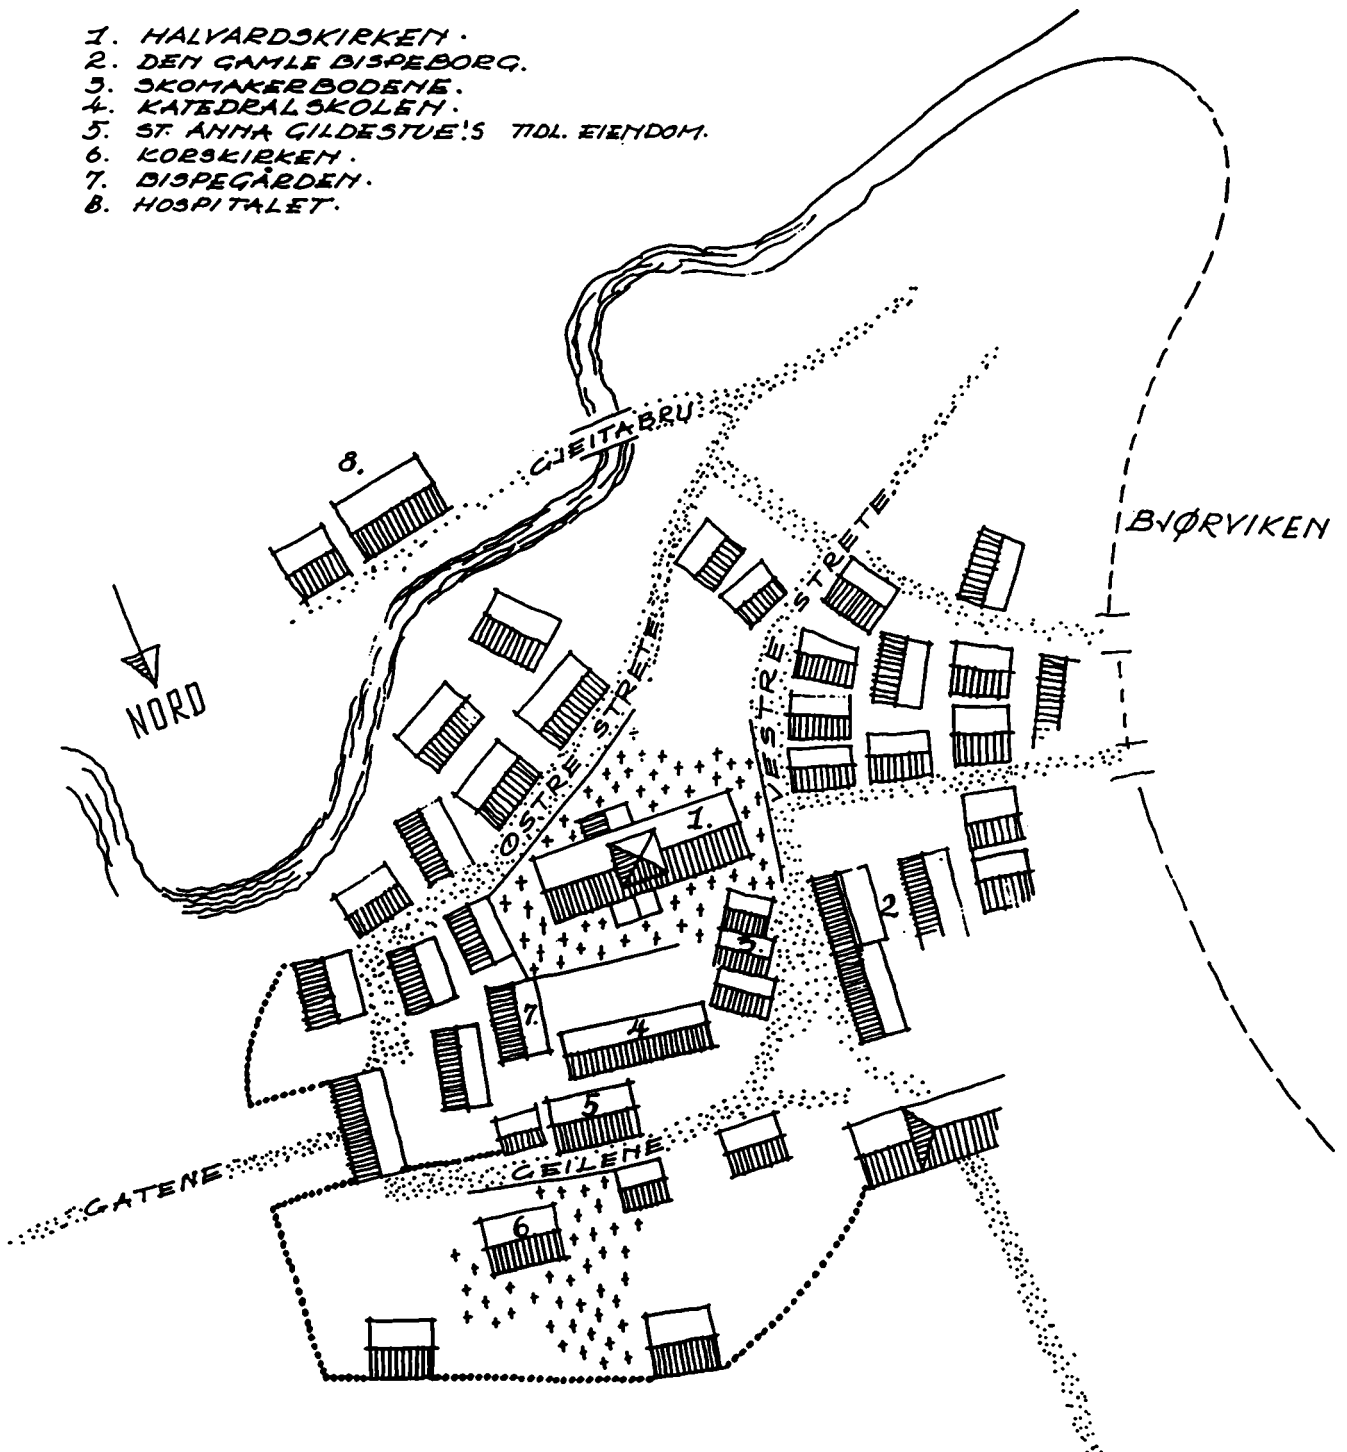 1. HALVARDSKIRKEN.
2. DEN GAMLE BISPEBORG.
3. SKOMAKERBODENE.
4. KATEDRALSKOLEN.
5. ST. ANNA GILDESTUE'S TIDL. EIENDOM.
6. KORSKIRKEN.
7. BISPEGÅRDEN.
8. HOSPITALET.
GJEITABRU
8.
BJØRVIKEN
VESTRE STRETE
NORD
ØSTRE STRETE
1.
2
3.
7.
4
5
GEILENE
GATENE
6